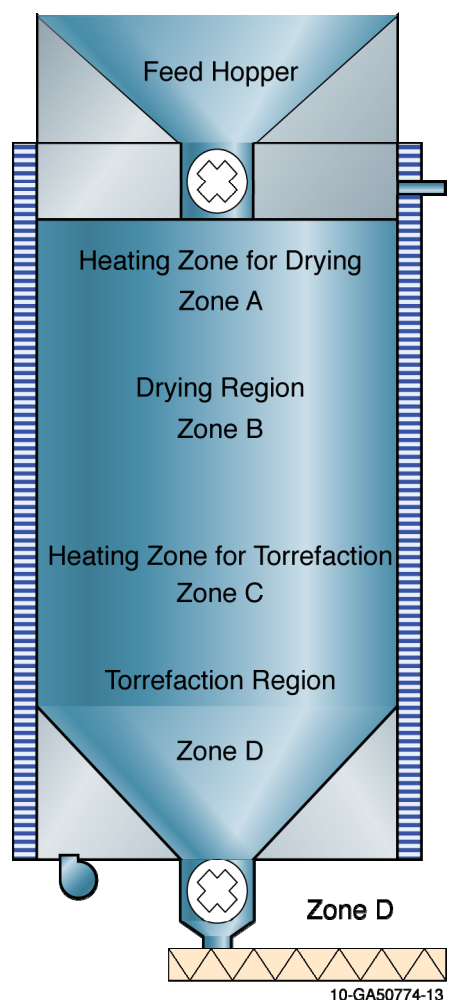 Feed Hopper
Heating Zone for Drying
Zone A
Drying Region
Zone B
Heating Zone for Torrefaction
Zone C
Torrefaction Region
Zone D
Zone D
10-GA50774-13